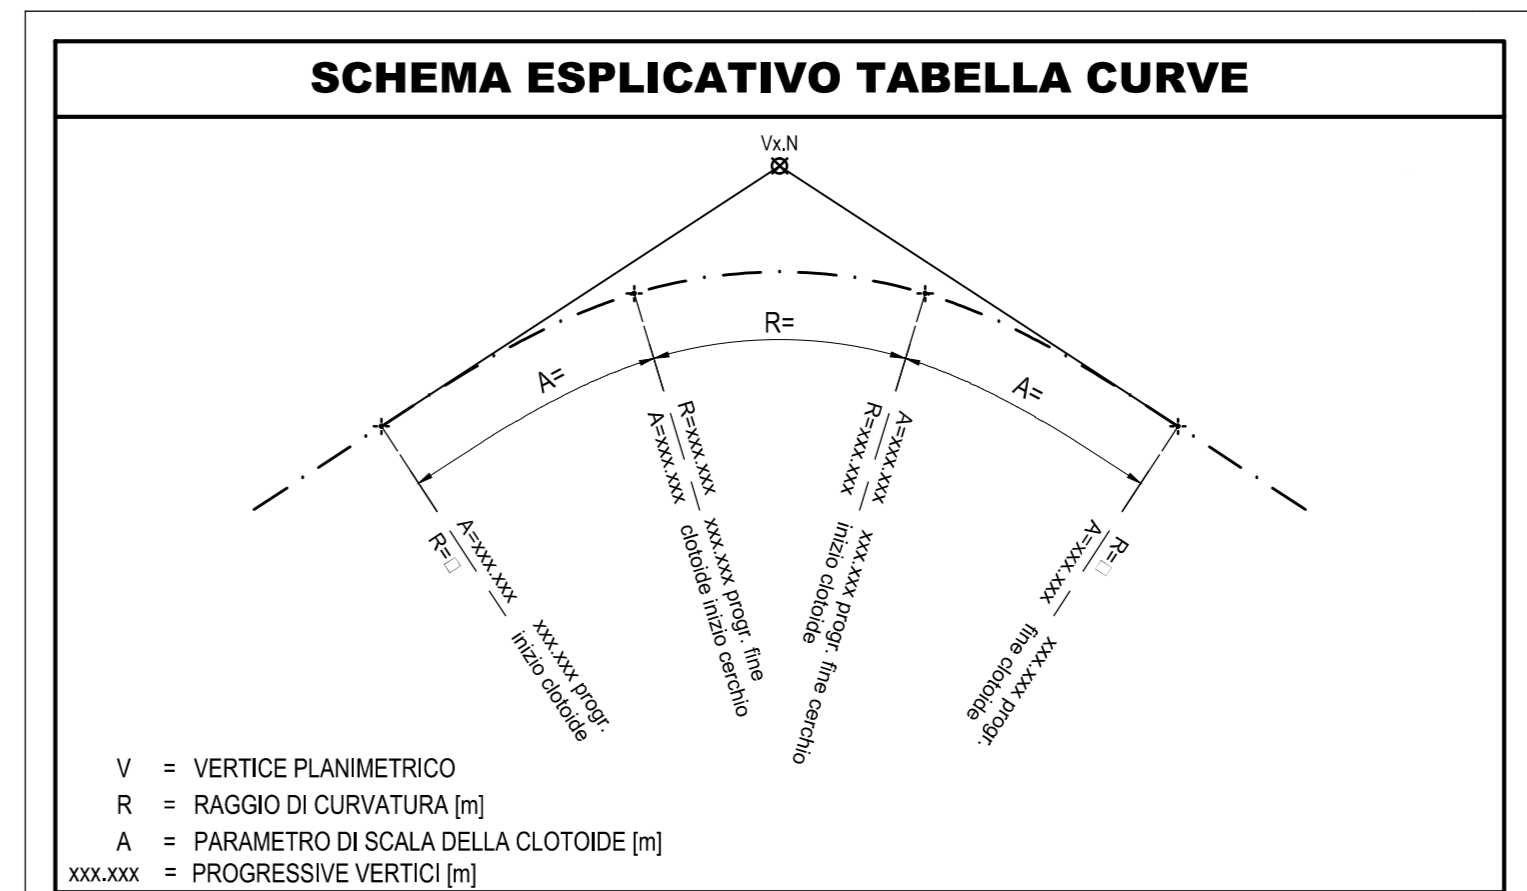 SCHEMA ESPLICATIVO TABELLA CURVE
Vx.N
R=
A=
A=
A=xxx.xxx
R=□
xxx.xxx progr.
inizio clotoide
R=xxx.xxx
A=xxx.xxx
xxx.xxx progr. fine
clotoide inizio cerchio
A=xxx.xxx
R=xxx.xxx
xxx.xxx progr. fine cerchio
inizio clotoide
R=□
A=xxx.xxx
xxx.xxx progr.
fine clotoide
V = VERTICE PLANIMETRICO
R = RAGGIO DI CURVATURA [m]
A = PARAMETRO DI SCALA DELLA CLOTOIDE [m]
xxx.xxx = PROGRESSIVE VERTICI [m]